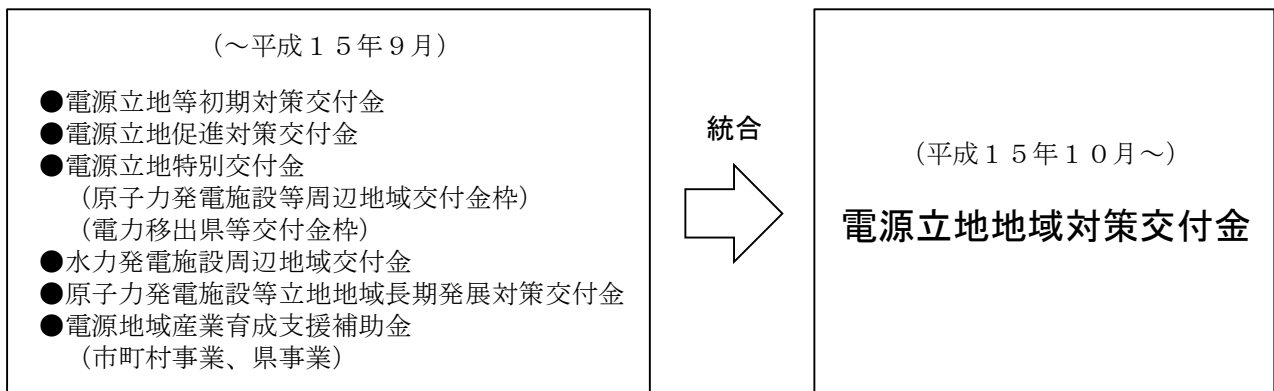 （～平成１５年９月）
●電源立地等初期対策交付金
●電源立地促進対策交付金
●電源立地特別交付金
（原子力発電施設等周辺地域交付金枠）
（電力移出県等交付金枠）
●水力発電施設周辺地域交付金
●原子力発電施設等立地地域長期発展対策交付金
●電源地域産業育成支援補助金
（市町村事業、県事業）
統合
（平成１５年１０月～）
電源立地地域対策交付金